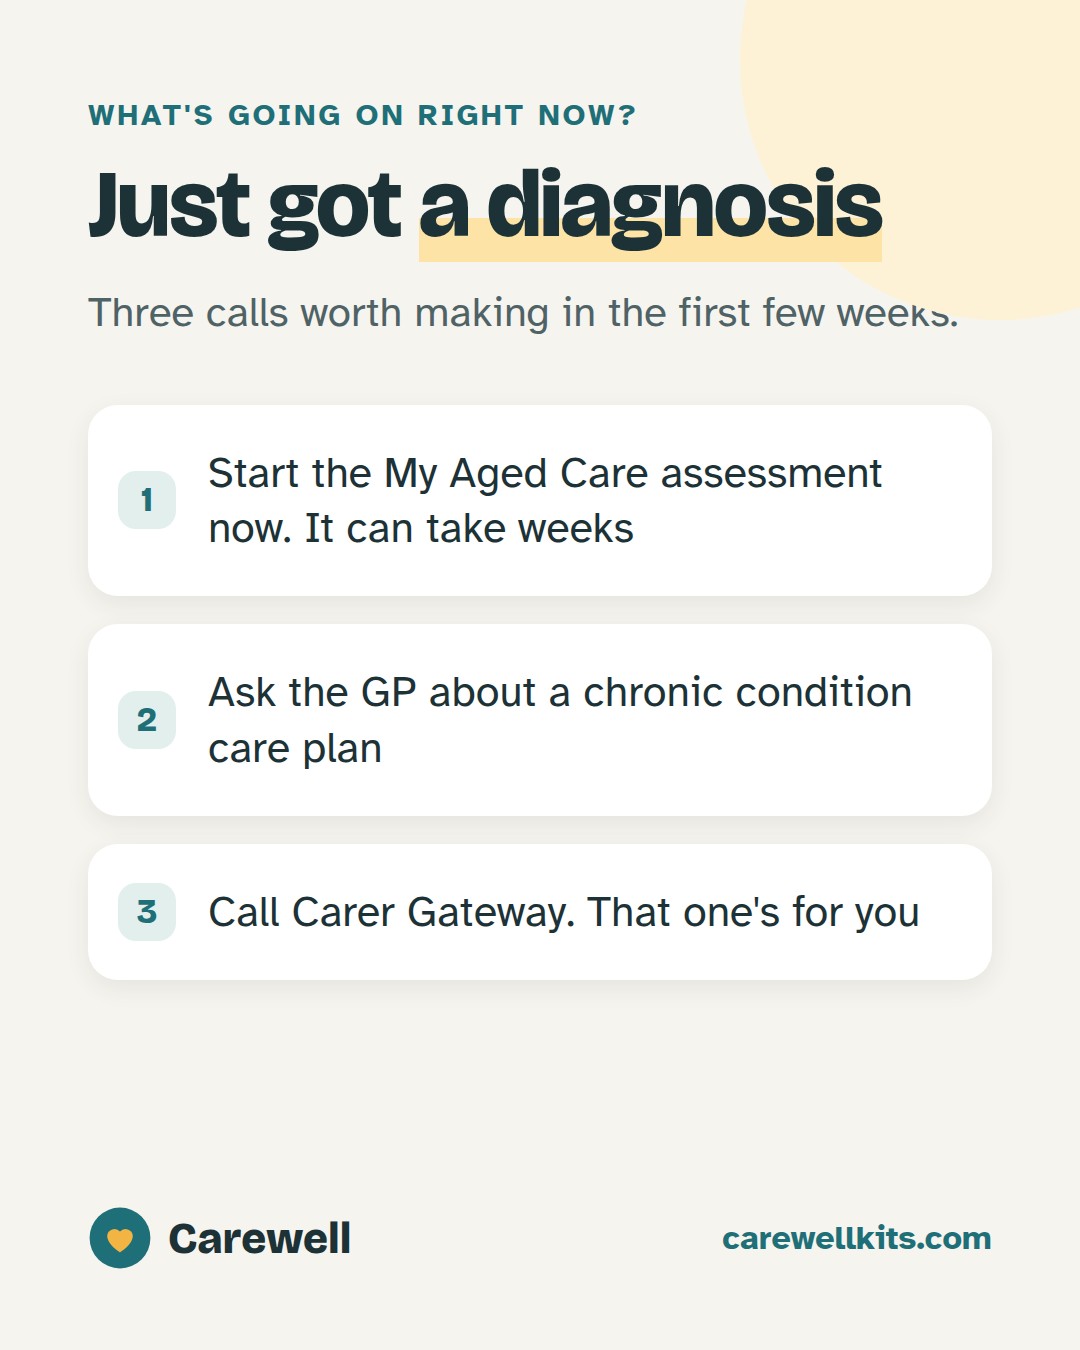 WHAT'S GOING ON RIGHT NOW?
Just got a diagnosis
Three calls worth making in the first few weeks.
1
Start the My Aged Care assessment
now. It can take weeks
2
Ask the GP about a chronic condition
care plan
3
Call Carer Gateway. That one's for you
Carewell
carewellkits.com